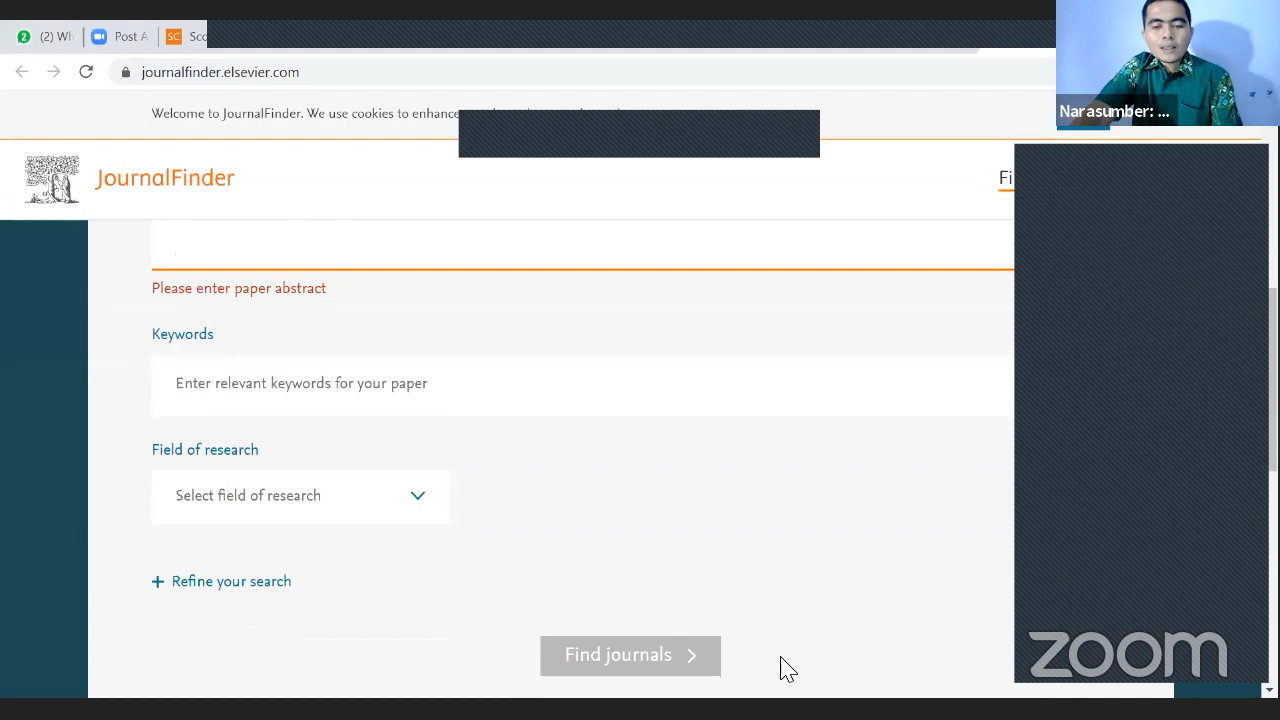 (2) Wh
Post A
SC Sco
journalfinder.elsevier.com
Welcome to JournalFinder. We use cookies to enhance
Narasumber: ...
JournalFinder
Fi
Please enter paper abstract
Keywords
Enter relevant keywords for your paper
Field of research
Select field of research
+ Refine your search
Find journals
zoom